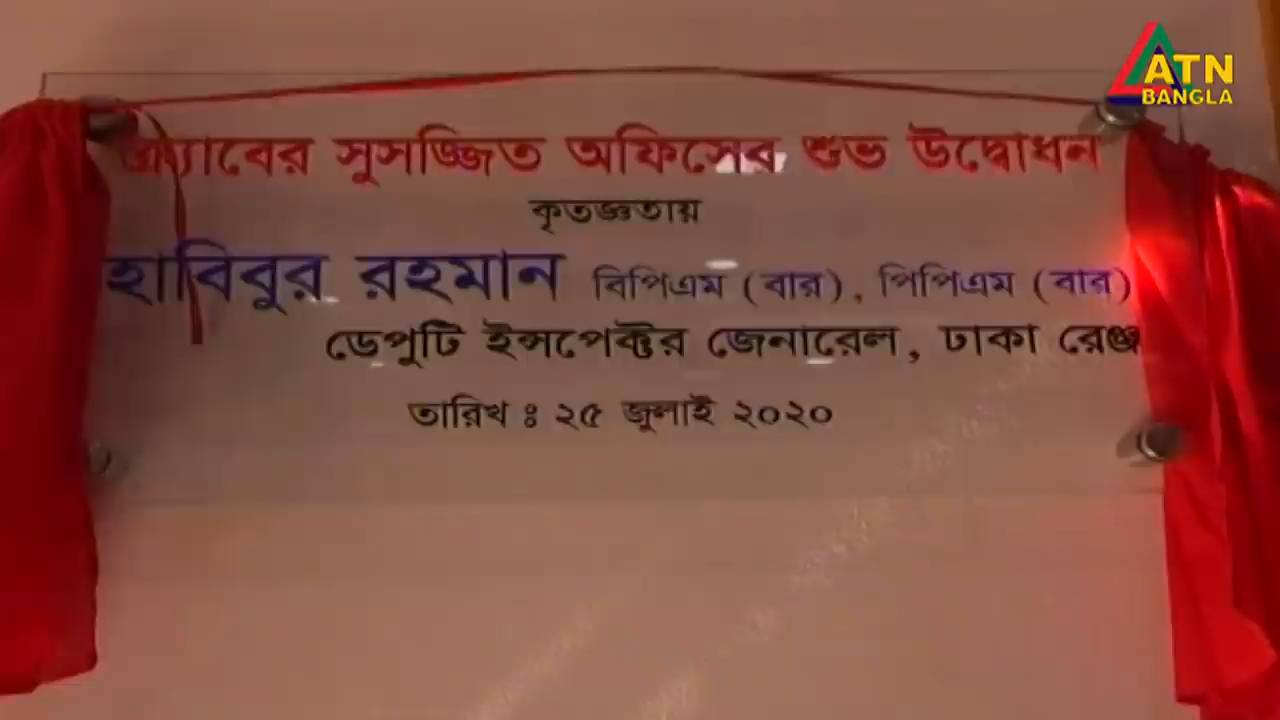 ক্র্যাবের সুসজ্জিত অফিসের শুভ উদ্বোধন
কৃতজ্ঞতায়
হাবিবুর রহমান বিপিএম (বার), পিপিএম (বার)
ডেপুটি ইন্সপেক্টর জেনারেল, ঢাকা রেঞ্জ
তারিখ ঃ ২৫ জুলাই ২০২০
ATN
BANGLA